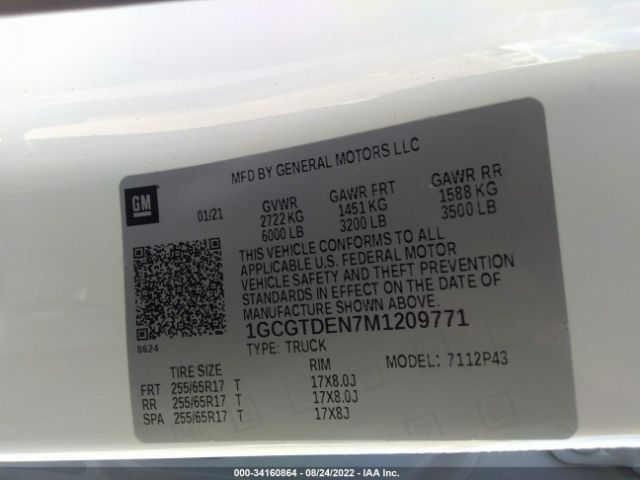 MFD BY GENERAL MOTORS LLC
GM
01/21
GVWR GAWR FRT GAWR RR
2722 KG 1451 KG 1588 KG
6000 LB 3200 LB 3500 LB
THIS VEHICLE CONFORMS TO ALL
APPLICABLE U.S. FEDERAL MOTOR
VEHICLE SAFETY AND THEFT PREVENTION
STANDARDS IN EFFECT ON THE DATE OF
MANUFACTURE SHOWN ABOVE.
1GCGTDEN7M1209771
8624
TYPE: TRUCK
MODEL: 7112P43
TIRE SIZE RIM
FRT 255/65R17 T 17X8.0J
RR 255/65R17 T 17X8.0J
SPA 255/65R17 T 17X8J
000-34160864 - 08/24/2022 - IAA Inc.